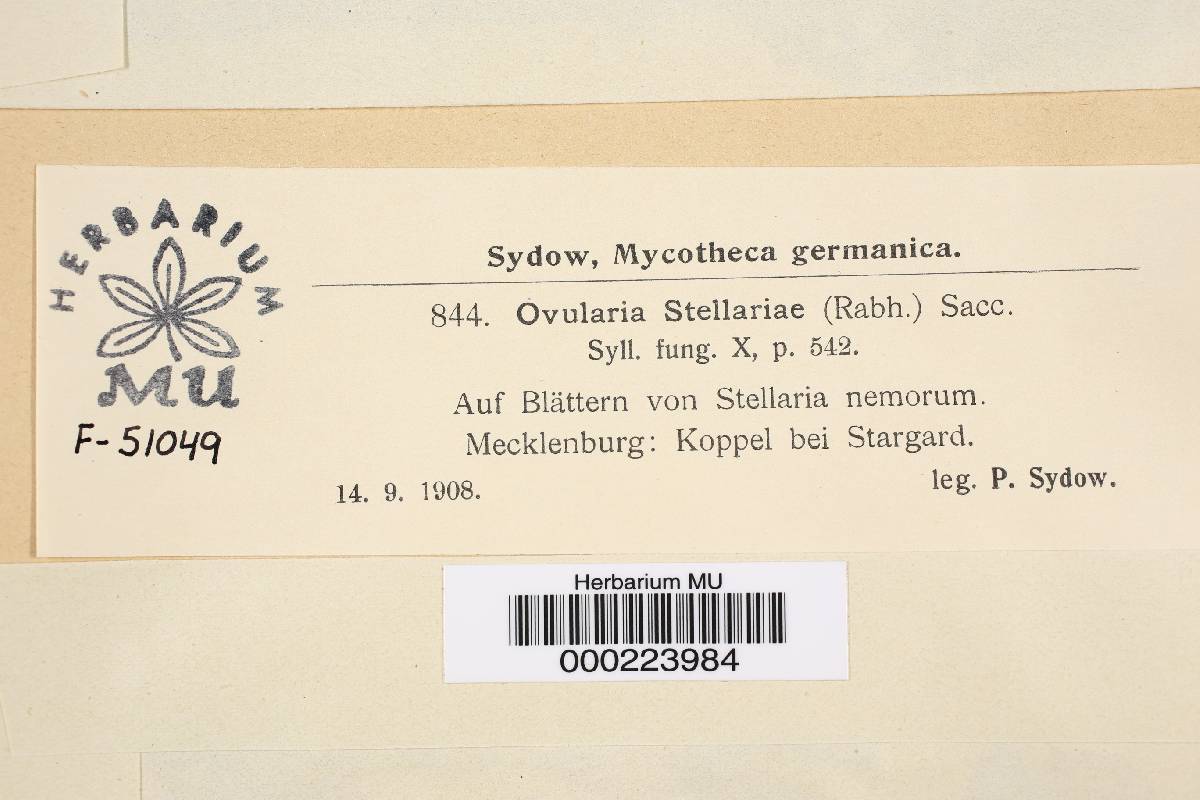 HERBARIUM
MU
F-51049
Sydow, Mycotheca germanica.
844. Ovularia Stellariae (Rabh.) Sacc.
Syll. fung. X, p. 542.
Auf Blättern von Stellaria nemorum.
Mecklenburg: Koppel bei Stargard.
14. 9. 1908.
leg. P. Sydow.
Herbarium MU
000223984